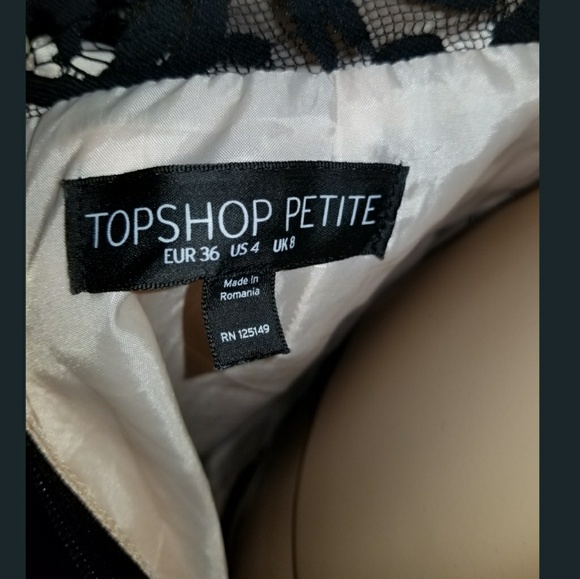 TOPSHOP PETITE
EUR 36 US 4 UK 8
Made in
Romania
RN 125149